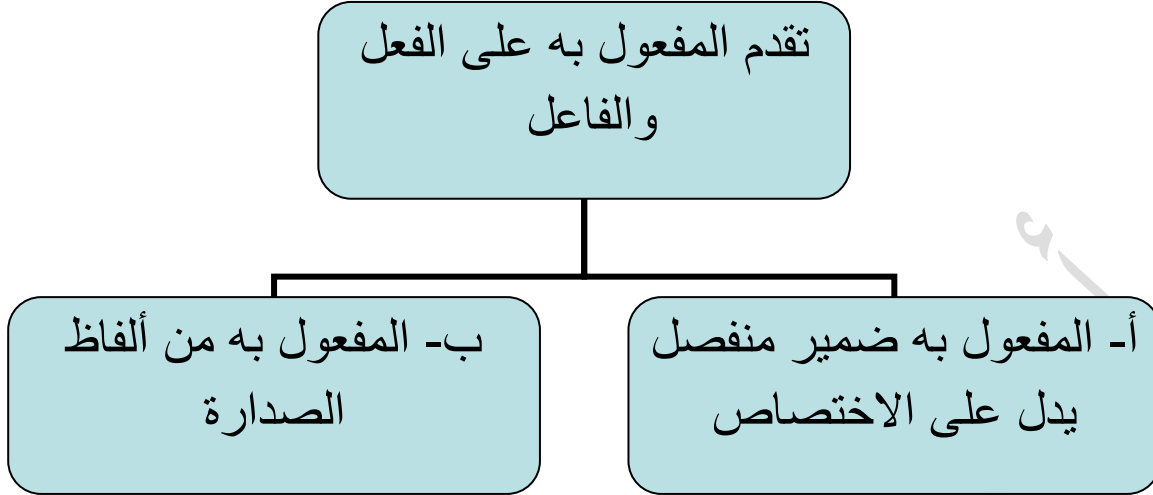 تقدم المفعول به على الفعل
والفاعل
أ- المفعول به ضمير منفصل
يدل على الاختصاص
ب- المفعول به من ألفاظ
الصدارة